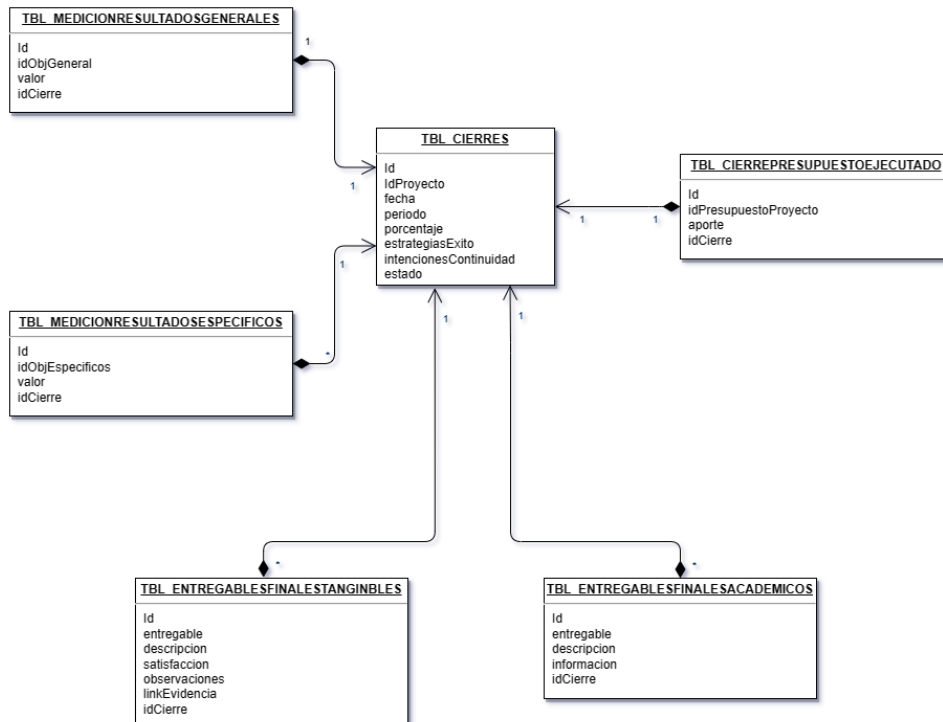 TBL_MEDICIONRESULTADOSGENERALES
Id
idObjGeneral
valor
idCierre
1
1
TBL_CIERRES
Id
IdProyecto
fecha
periodo
porcentaje
estrategiasExito
intencionesContinuidad
estado
TBL_CIERREPRESUPUESTOEJECUTADO
Id
idPresupuestoProyecto
aporte
idCierre
1
1
1
*
TBL_MEDICIONRESULTADOSESPECIFICOS
Id
idObjEspecificos
valor
idCierre
1
1
*
*
TBL_ENTREGABLESFINALESTANGINBLES
Id
entregable
descripcion
satisfaccion
observaciones
linkEvidencia
idCierre
TBL_ENTREGABLESFINALESACADEMICOS
Id
entregable
descripcion
informacion
idCierre